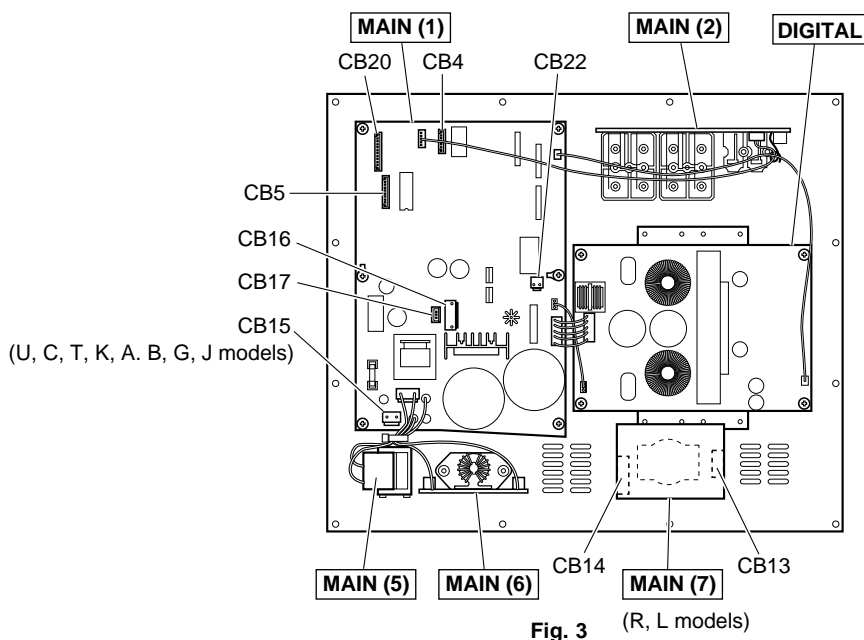 MAIN (1)
MAIN (2)
DIGITAL
CB20
CB4
CB22
CB5
CB16
CB17
CB15
(U, C, T, K, A. B, G, J models)
CB14
CB13
MAIN (5)
MAIN (6)
MAIN (7)
(R, L models)
Fig. 3